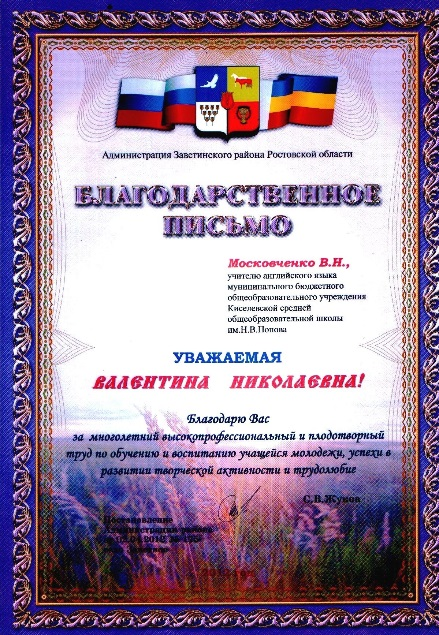 Администрация Заветинского района Ростовской области
БЛАГОДАРСТВЕННОЕ
ПИСЬМО
Московченко В.Н.,
учителю английского языка
муниципального бюджетного
общеобразовательного учреждения
Киселевской средней
общеобразовательной школы
им.Н.В.Попова
УВАЖАЕМАЯ
ВАЛЕНТИНА НИКОЛАЕВНА!
Благодарю Вас
за многолетний высокопрофессиональный и плодотворный
труд по обучению и воспитанию учащейся молодежи, успехи в
развитии творческой активности и трудолюбие
С.В.Жуков
Постановление
Администрации района